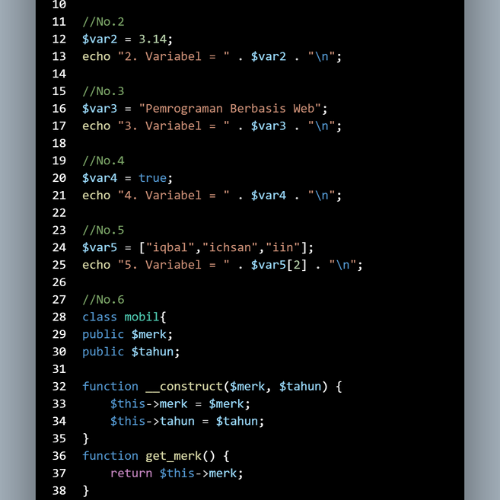 10
11 //No.2
12 $var2 = 3.14;
13 echo "2. Variabel = " . $var2 . "\n";
14
15 //No.3
16 $var3 = "Pemrograman Berbasis Web";
17 echo "3. Variabel = " . $var3 . "\n";
18
19 //No.4
20 $var4 = true;
21 echo "4. Variabel = " . $var4 . "\n";
22
23 //No.5
24 $var5 = ["iqbal","ichsan","iin"];
25 echo "5. Variabel = " . $var5[2] . "\n";
26
27 //No.6
28 class mobil{
29 public $merk;
30 public $tahun;
31
32 function __construct($merk, $tahun) {
33     $this->merk = $merk;
34     $this->tahun = $tahun;
35 }
36 function get_merk() {
37     return $this->merk;
38 }